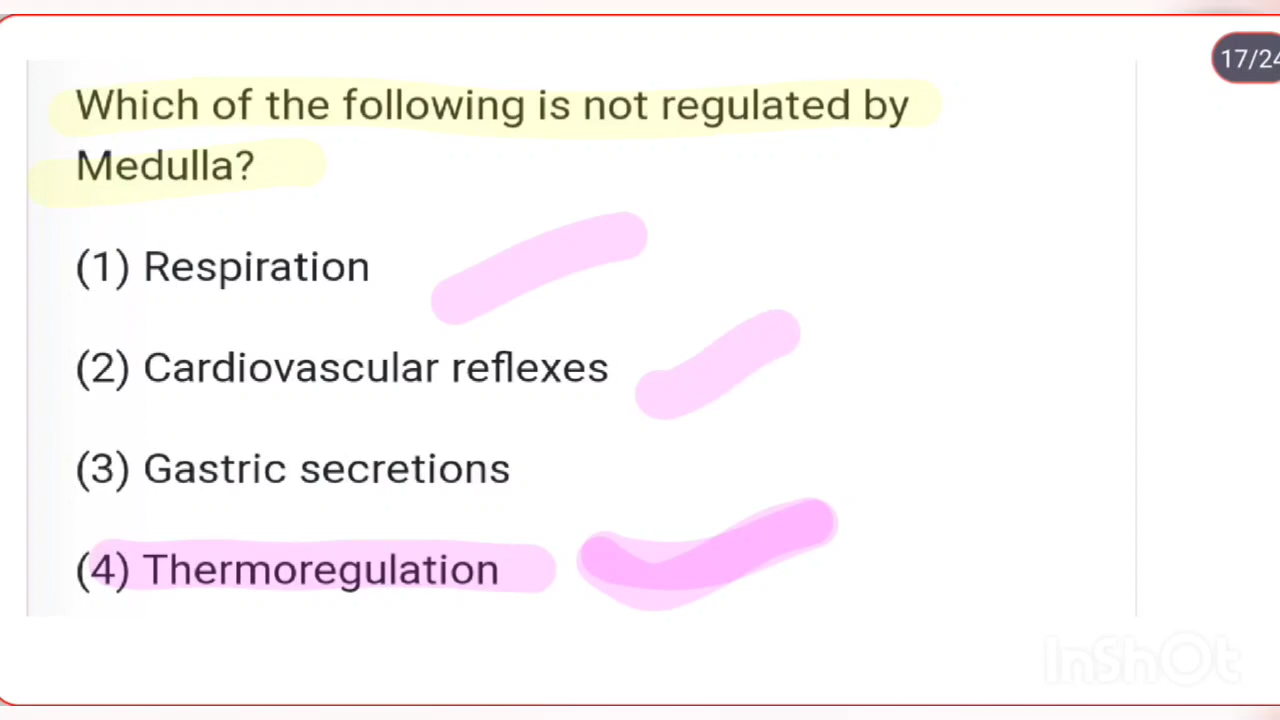 17/24
Which of the following is not regulated by
Medulla?
(1) Respiration
(2) Cardiovascular reflexes
(3) Gastric secretions
(4) Thermoregulation
InShOt